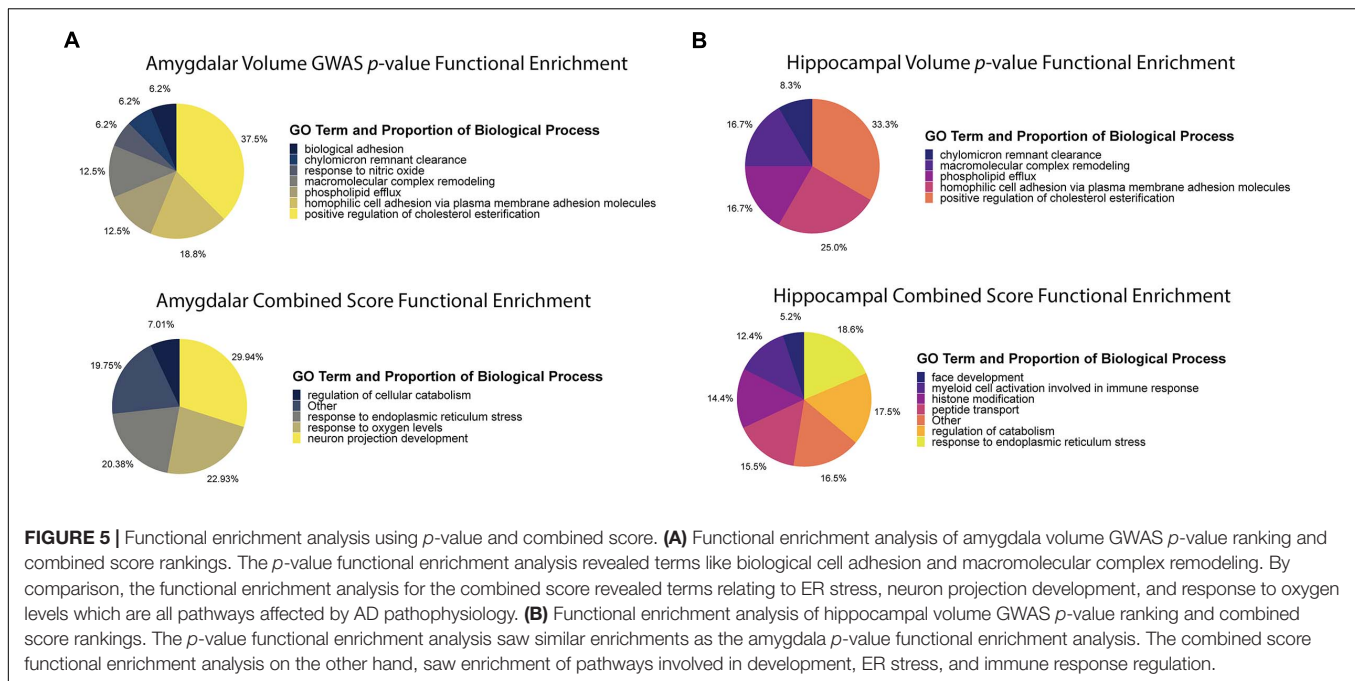 A
Amygdalar Volume GWAS p-value Functional Enrichment
6.2%
6.2%
6.2%
12.5%
12.5%
18.8%
37.5%
GO Term and Proportion of Biological Process
biological adhesion
chylomicron remnant clearance
response to nitric oxide
macromolecular complex remodeling
phospholipid efflux
homophilic cell adhesion via plasma membrane adhesion molecules
positive regulation of cholesterol esterification
Amygdalar Combined Score Functional Enrichment
7.01%
19.75%
20.38%
22.93%
29.94%
GO Term and Proportion of Biological Process
regulation of cellular catabolism
Other
response to endoplasmic reticulum stress
response to oxygen levels
neuron projection development
B
Hippocampal Volume p-value Functional Enrichment
8.3%
16.7%
16.7%
25.0%
33.3%
GO Term and Proportion of Biological Process
chylomicron remnant clearance
macromolecular complex remodeling
phospholipid efflux
homophilic cell adhesion via plasma membrane adhesion molecules
positive regulation of cholesterol esterification
Hippocampal Combined Score Functional Enrichment
5.2%
12.4%
14.4%
15.5%
16.5%
17.5%
18.6%
GO Term and Proportion of Biological Process
face development
myeloid cell activation involved in immune response
histone modification
peptide transport
Other
regulation of catabolism
response to endoplasmic reticulum stress
FIGURE 5 | Functional enrichment analysis using p-value and combined score. (A) Functional enrichment analysis of amygdala volume GWAS p-value ranking and
combined score rankings. The p-value functional enrichment analysis revealed terms like biological cell adhesion and macromolecular complex remodeling. By
comparison, the functional enrichment analysis for the combined score revealed terms relating to ER stress, neuron projection development, and response to oxygen
levels which are all pathways affected by AD pathophysiology. (B) Functional enrichment analysis of hippocampal volume GWAS p-value ranking and combined
score rankings. The p-value functional enrichment analysis saw similar enrichments as the amygdala p-value functional enrichment analysis. The combined score
functional enrichment analysis on the other hand, saw enrichment of pathways involved in development, ER stress, and immune response regulation.